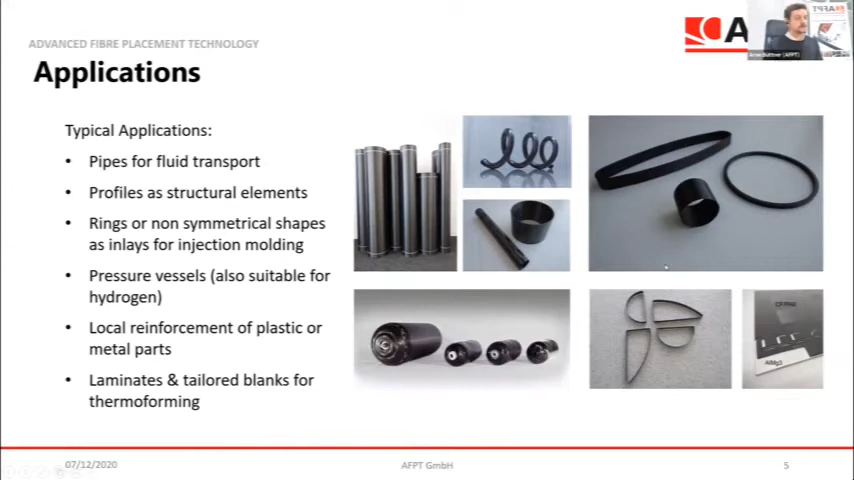 ADVANCED FIBRE PLACEMENT TECHNOLOGY
Applications
Typical Applications:
• Pipes for fluid transport
• Profiles as structural elements
• Rings or non symmetrical shapes
as inlays for injection molding
• Pressure vessels (also suitable for
hydrogen)
• Local reinforcement of plastic or
metal parts
• Laminates & tailored blanks for
thermoforming
A
AFPT
AlMg3
07/12/2020
AFPT GmbH
5